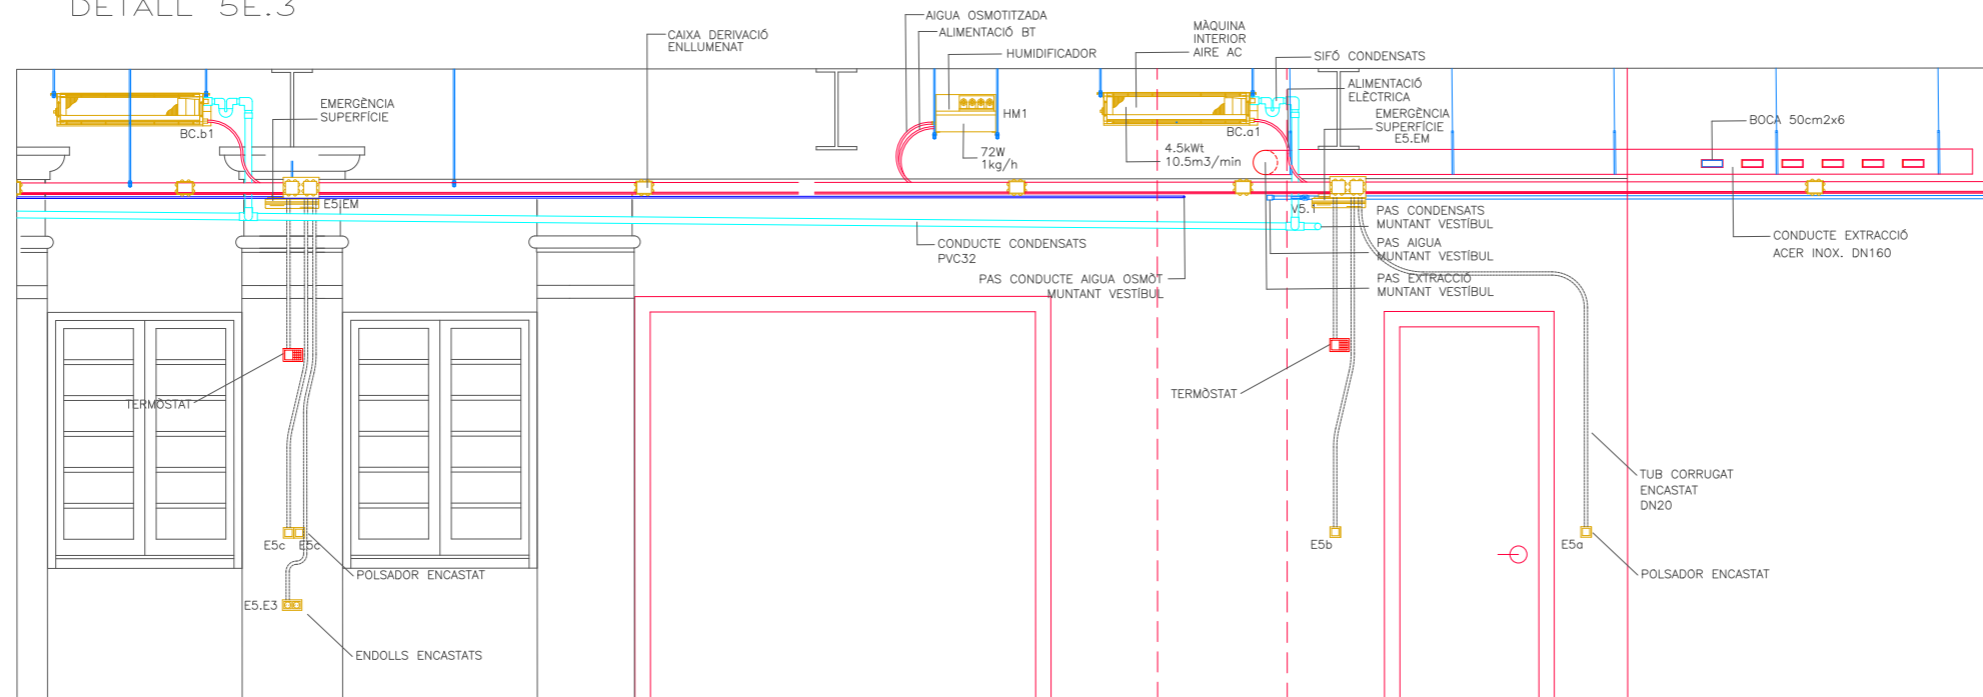 DETALL 5E.3
AIGUA OSMOTITZADA
ALIMENTACIÓ BT
HUMIDIFICADOR
CAIXA DERIVACIÓ
ENLLUMENAT
MÀQUINA
INTERIOR
AIRE AC
SIFÓ CONDENSATS
ALIMENTACIÓ
ELÈCTRICA
EMERGÈNCIA
SUPERFÍCIE
E5.EM
EMERGÈNCIA
SUPERFÍCIE
BC.b1
HM1
72W
1kg/h
4.5kWt
10.5m3/min
BC.a1
BOCA 50cm2x6
E5.EM
V5.1
PAS CONDENSATS
MUNTANT VESTÍBUL
PAS AIGUA
MUNTANT VESTÍBUL
PAS EXTRACCIÓ
MUNTANT VESTÍBUL
CONDUCTE CONDENSATS
PVC32
PAS CONDUCTE AIGUA OSMÒT
MUNTANT VESTÍBUL
CONDUCTE EXTRACCIÓ
ACER INOX. DN160
TERMÒSTAT
TERMÒSTAT
TUB CORRUGAT
ENCASTAT
DN20
E5c E5c
E5b
E5a
POLSADOR ENCASTAT
POLSADOR ENCASTAT
E5.E3
ENDOLLS ENCASTATS